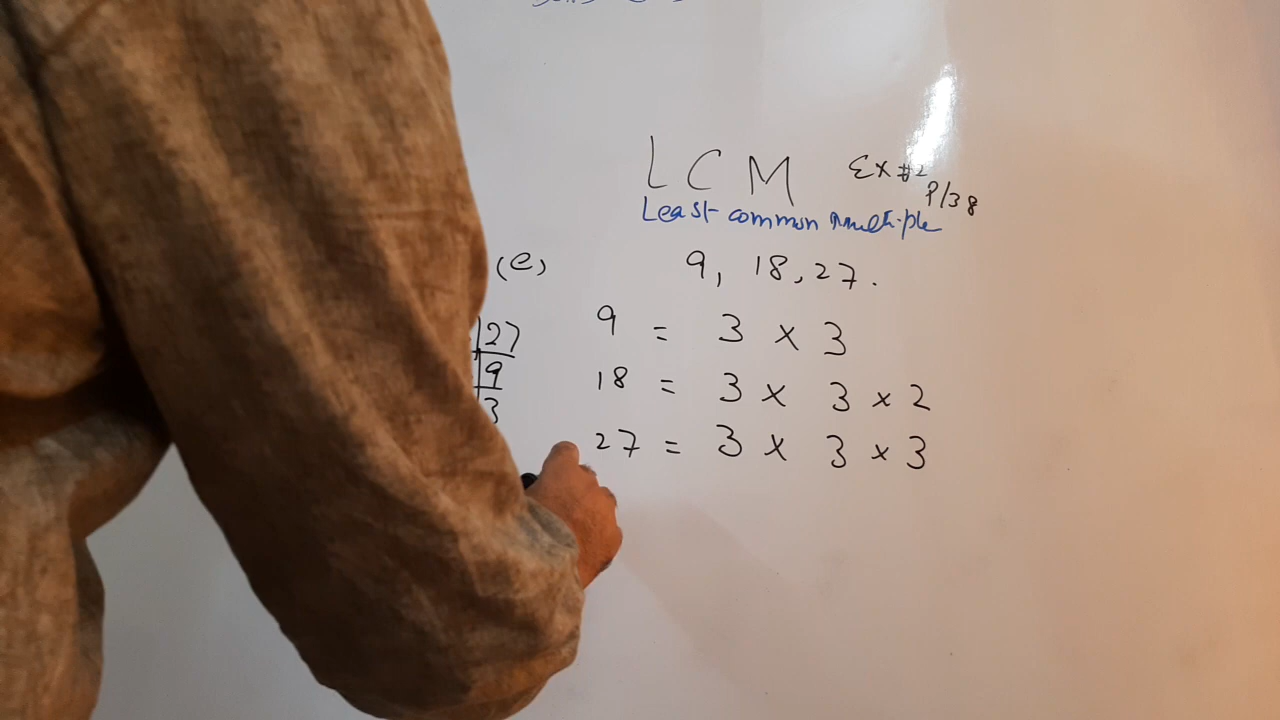 LCM Ex #2 P/38
Least common multiple
(e) 9, 18, 27.
27
9
3
9 = 3 x 3
18 = 3 x 3 x 2
27 = 3 x 3 x 3